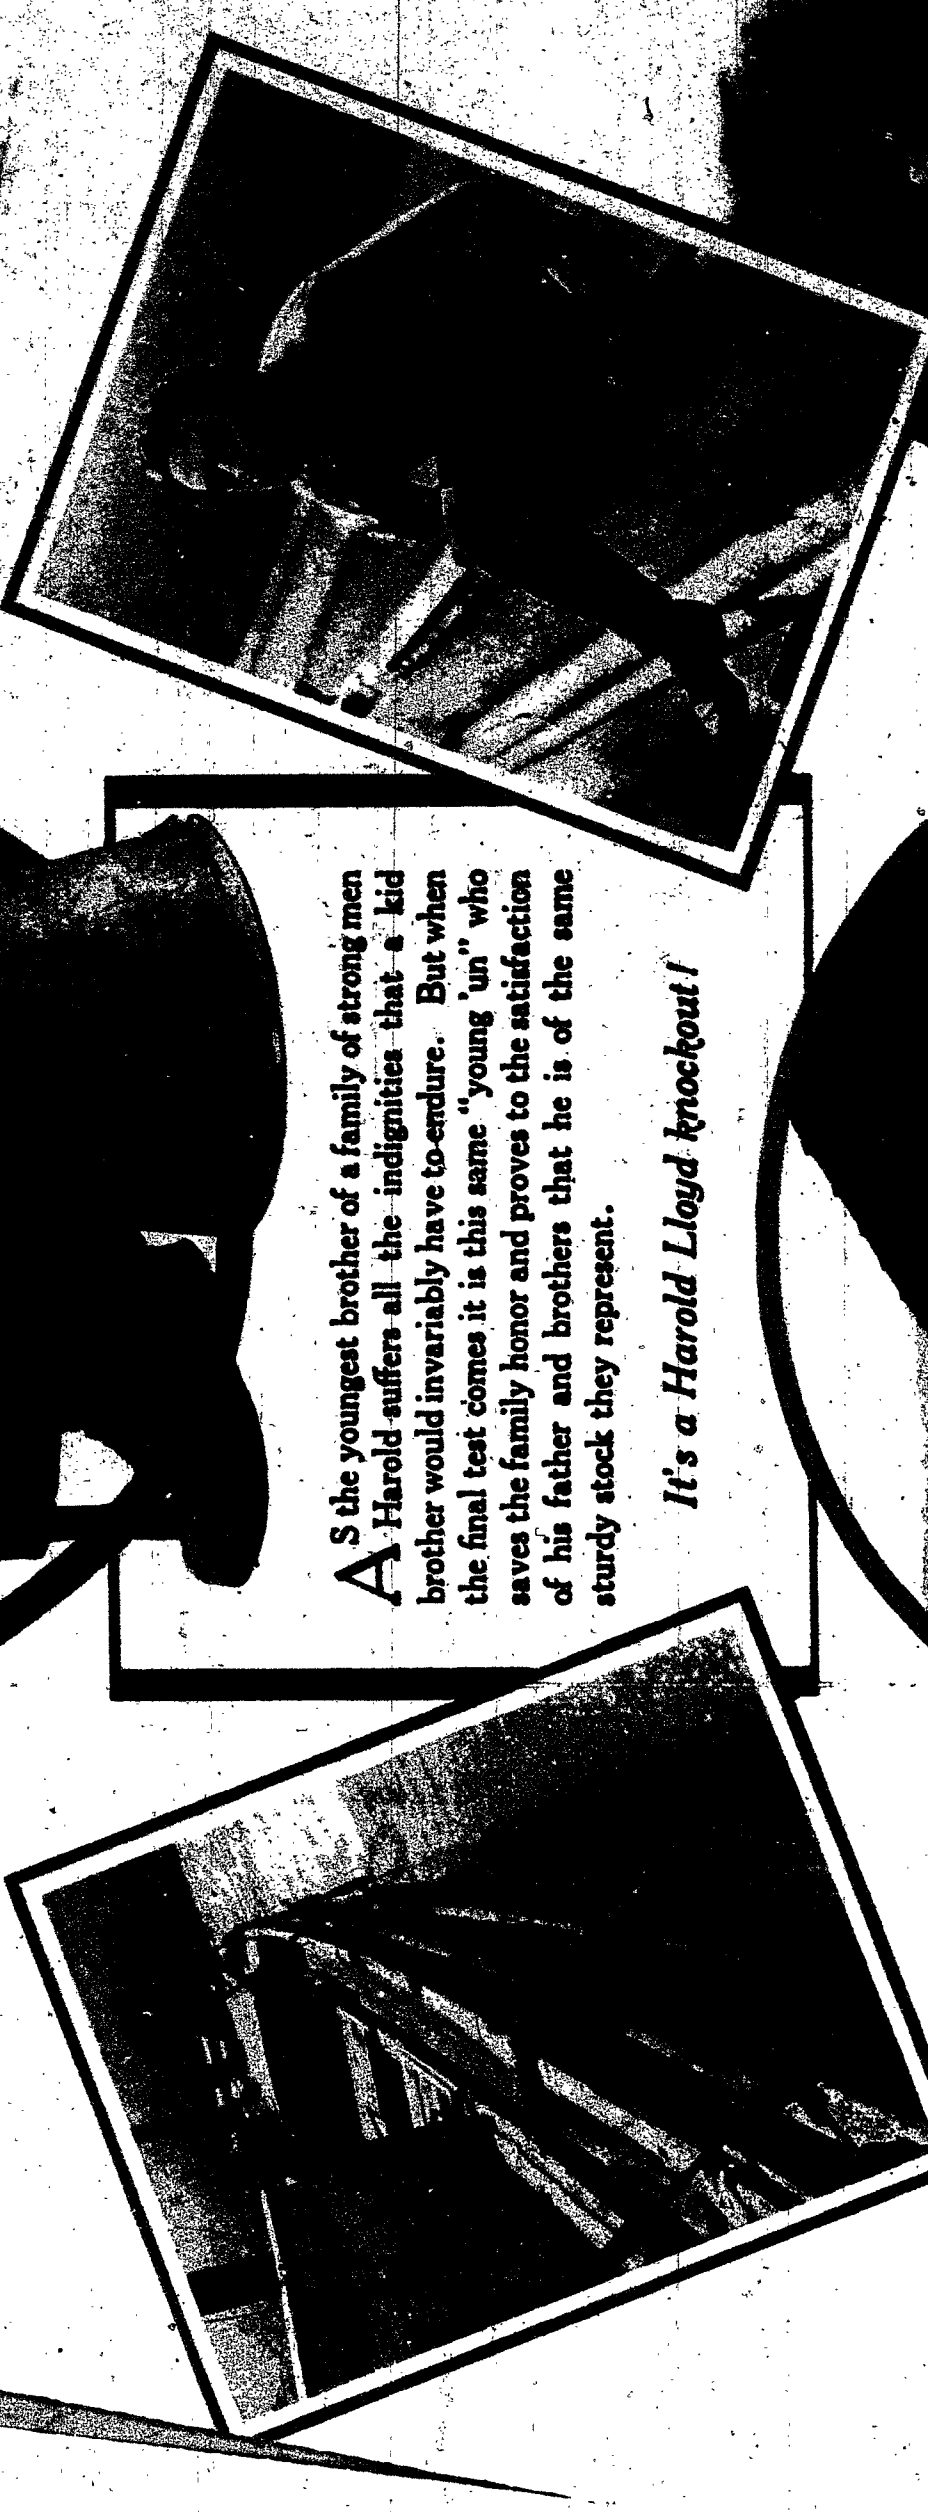 AS the youngest brother of a family of strong men
Harold suffers all the indignities that a kid
brother would invariably have to endure. But when
the final test comes it is this same "young 'un" who
saves the family honor and proves to the satisfaction
of his father and brothers that he is of the same
sturdy stock they represent.
It's a Harold Lloyd knockout!